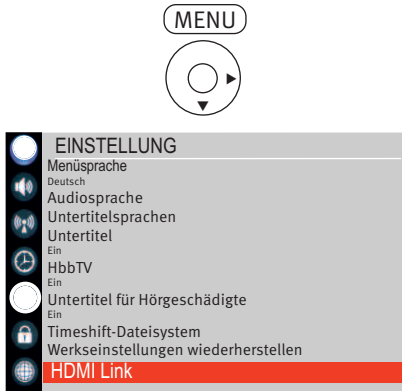 MENU
EINSTELLUNG
Menüsprache
Deutsch
Audiosprache
Untertitelsprachen
Untertitel
Ein
HbbTV
Ein
Untertitel für Hörgeschädigte
Ein
Timeshift-Dateisystem
Werkseinstellungen wiederherstellen
HDMI Link